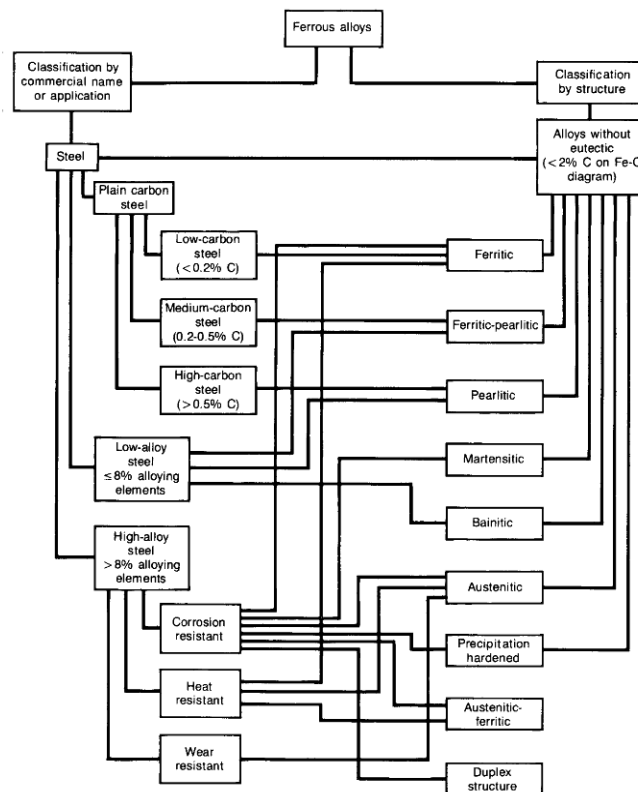 Ferrous alloys
Classification by
commercial name
or application
Classification
by structure
Steel
Alloys without
eutectic
(<2% C on Fe-C
diagram)
Plain carbon
steel
Low-carbon
steel
(<0.2% C)
Ferritic
Medium-carbon
steel
(0.2-0.5% C)
Ferritic-pearlitic
High-carbon
steel
(>0.5% C)
Pearlitic
Low-alloy
steel
≤8% alloying
elements
Martensitic
Bainitic
High-alloy
steel
>8% alloying
elements
Austenitic
Corrosion
resistant
Precipitation
hardened
Heat
resistant
Austenitic-
ferritic
Wear
resistant
Duplex
structure